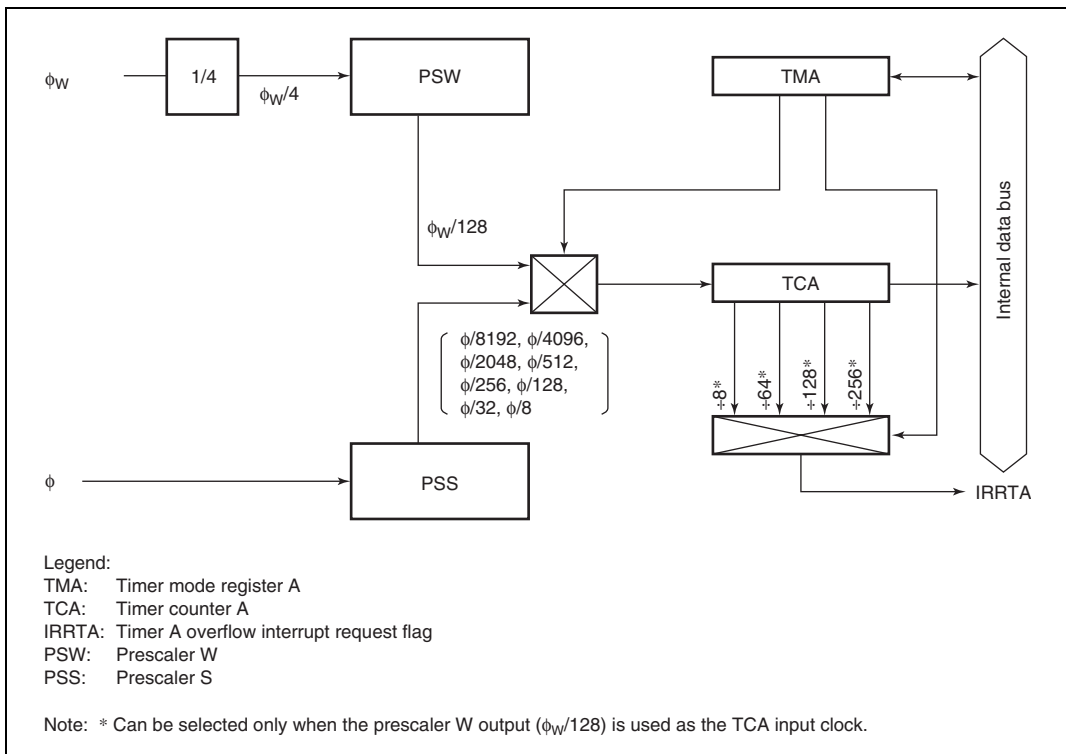 ϕW
1/4
ϕW/4
PSW
TMA
Internal data bus
ϕW/128
TCA
ϕ/8192, ϕ/4096,
ϕ/2048, ϕ/512,
ϕ/256, ϕ/128,
ϕ/32, ϕ/8
÷8*
÷64*
÷128*
÷256*
ϕ
PSS
IRRTA
Legend:
TMA: Timer mode register A
TCA: Timer counter A
IRRTA: Timer A overflow interrupt request flag
PSW: Prescaler W
PSS: Prescaler S
Note: * Can be selected only when the prescaler W output (ϕW/128) is used as the TCA input clock.